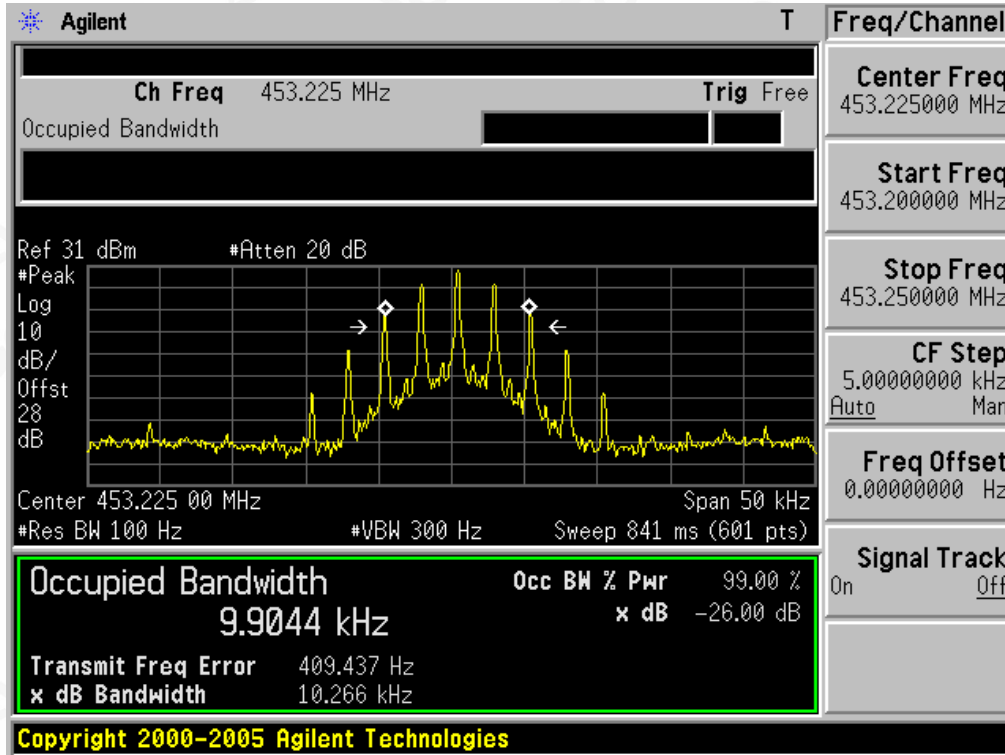 Agilent T
Ch Freq 453.225 MHz Trig Free
Occupied Bandwidth
Ref 31 dBm #Atten 20 dB
#Peak
Log
10
dB/
Offst
28
dB
Center 453.225 00 MHz Span 50 kHz
#Res BW 100 Hz #VBW 300 Hz Sweep 841 ms (601 pts)
Occupied Bandwidth
9.9044 kHz
Occ BW % Pwr 99.00 %
x dB -26.00 dB
Transmit Freq Error 409.437 Hz
x dB Bandwidth 10.266 kHz
Copyright 2000-2005 Agilent Technologies
Freq/Channel
Center Freq
453.225000 MHz
Start Freq
453.200000 MHz
Stop Freq
453.250000 MHz
CF Step
5.00000000 kHz
Auto Man
Freq Offset
0.00000000 Hz
Signal Track
On Off